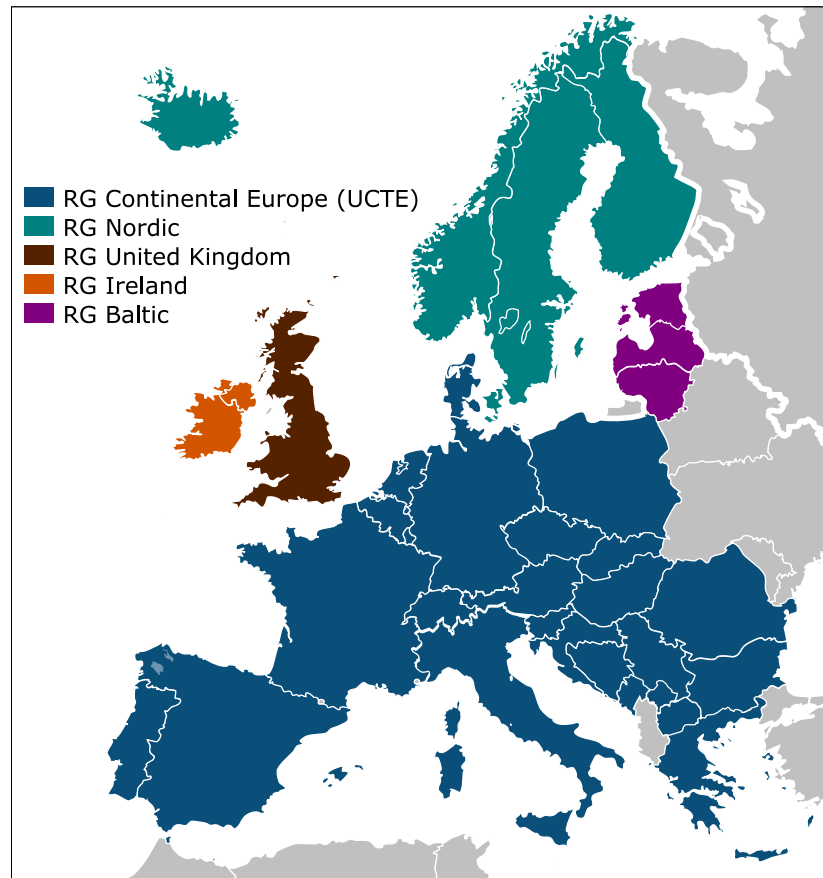 RG Continental Europe (UCTE)
RG Nordic
RG United Kingdom
RG Ireland
RG Baltic